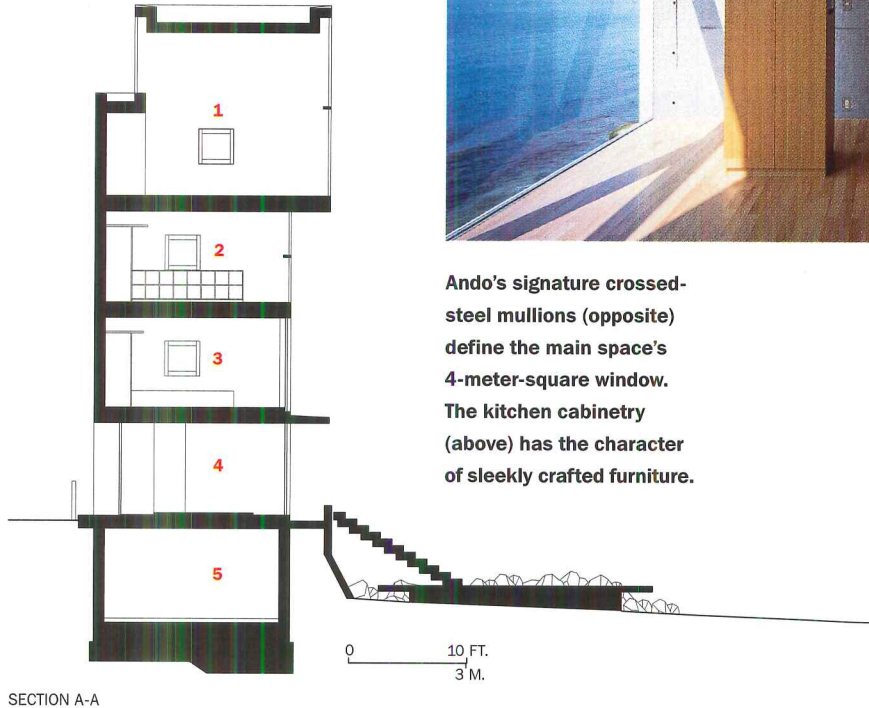 1
2
3
4
5
Ando's signature crossed-
steel mullions (opposite)
define the main space's
4-meter-square window.
The kitchen cabinetry
(above) has the character
of sleekly crafted furniture.
0 10 FT.
3 M.
SECTION A-A